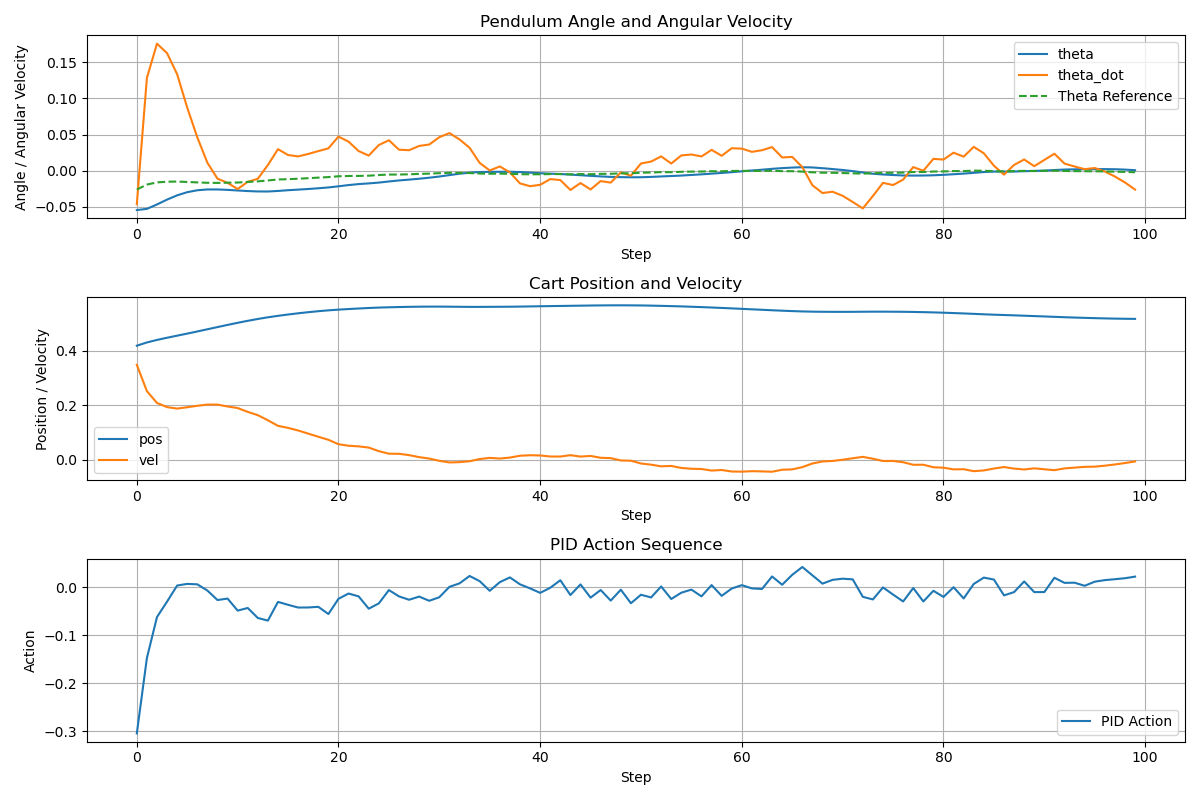 Pendulum Angle and Angular Velocity
Angle / Angular Velocity
0.15
0.10
0.05
0.00
−0.05
theta
theta_dot
Theta Reference
0 20 40 60 80 100
Step
Cart Position and Velocity
Position / Velocity
0.4
0.2
0.0
pos
vel
0 20 40 60 80 100
Step
PID Action Sequence
Action
0.0
−0.1
−0.2
−0.3
PID Action
0 20 40 60 80 100
Step